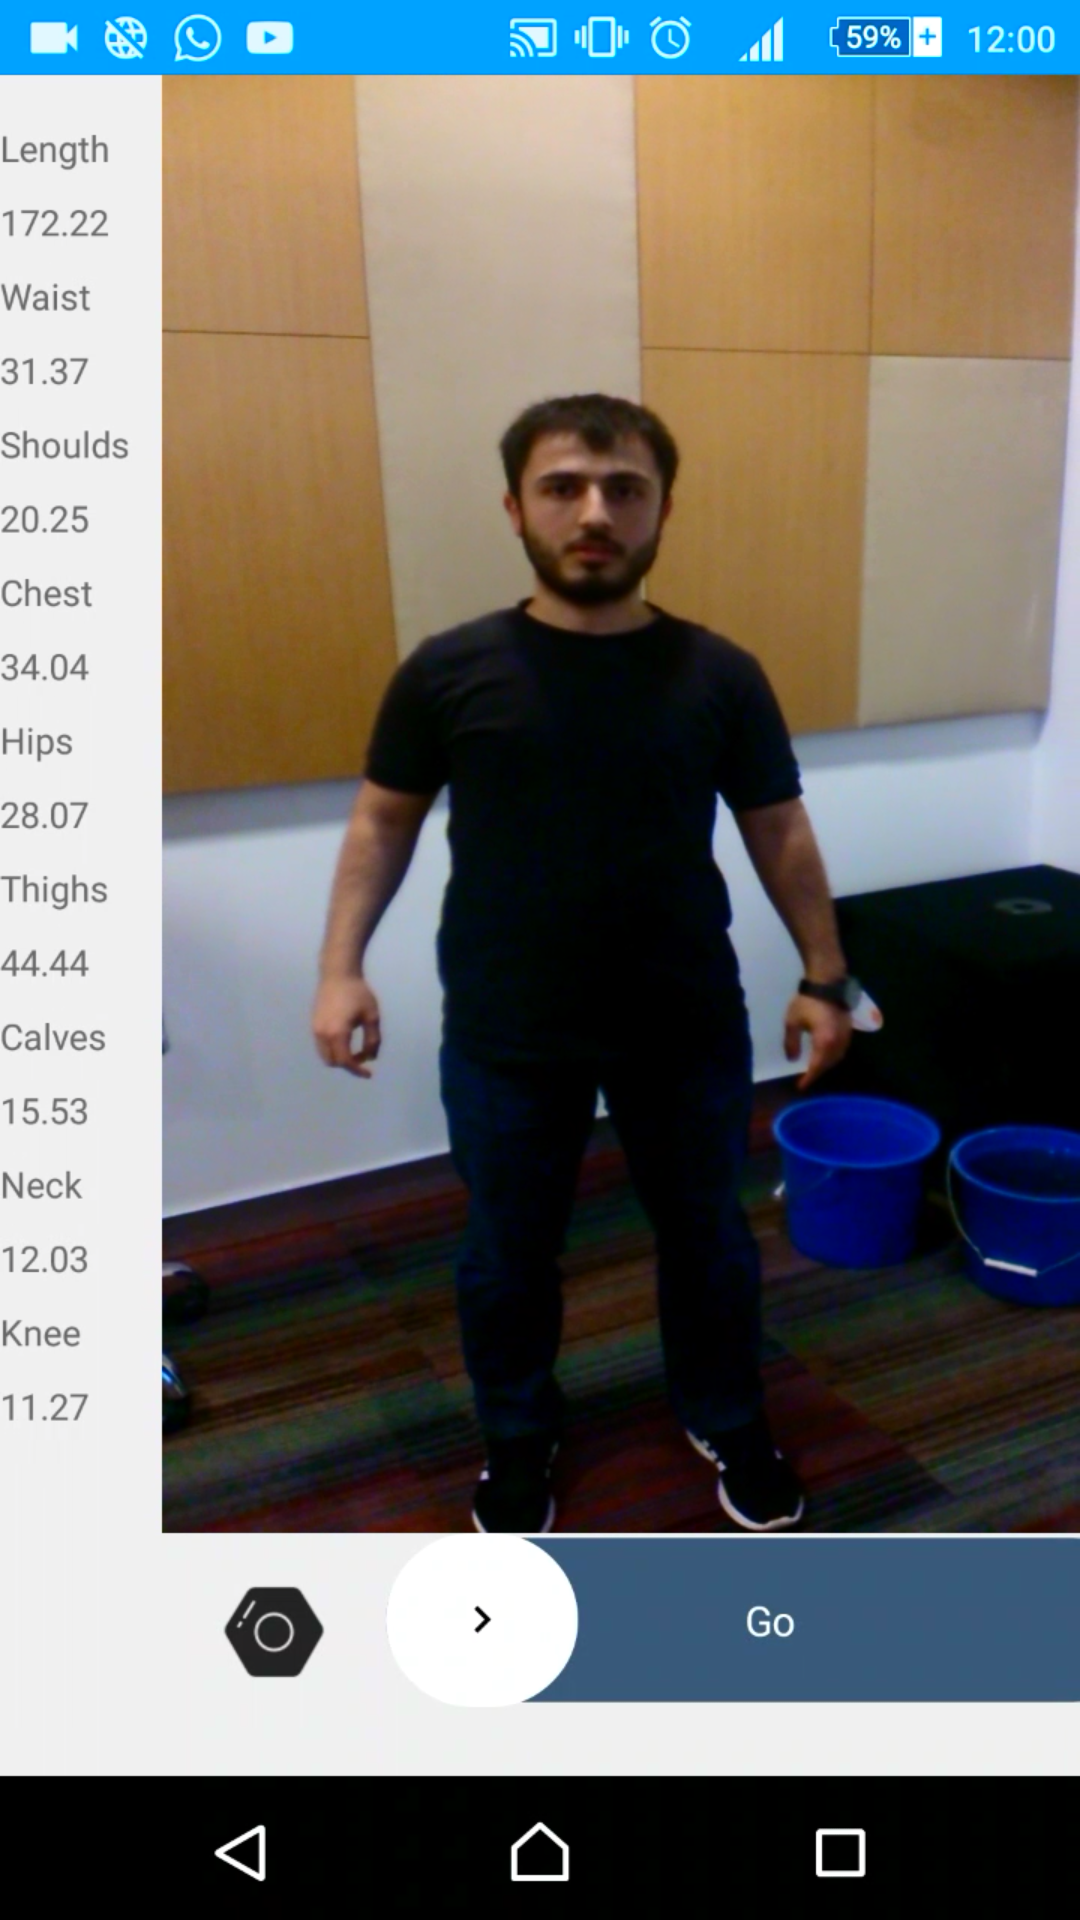 59% 12:00
Length
172.22
Waist
31.37
Shoulds
20.25
Chest
34.04
Hips
28.07
Thighs
44.44
Calves
15.53
Neck
12.03
Knee
11.27
Go